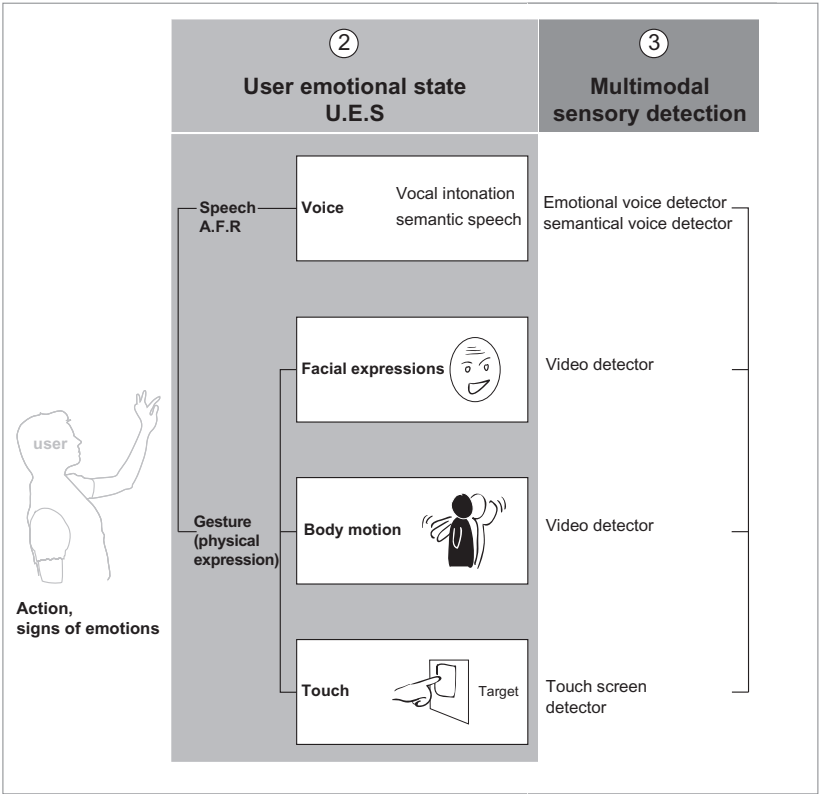 2
User emotional state
U.E.S
3
Multimodal
sensory detection
Speech
A.F.R
Voice
Vocal intonation
semantic speech
Emotional voice detector
semantical voice detector
Facial expressions
Video detector
user
Gesture
(physical
expression)
Body motion
Video detector
Action,
signs of emotions
Touch
Target
Touch screen
detector